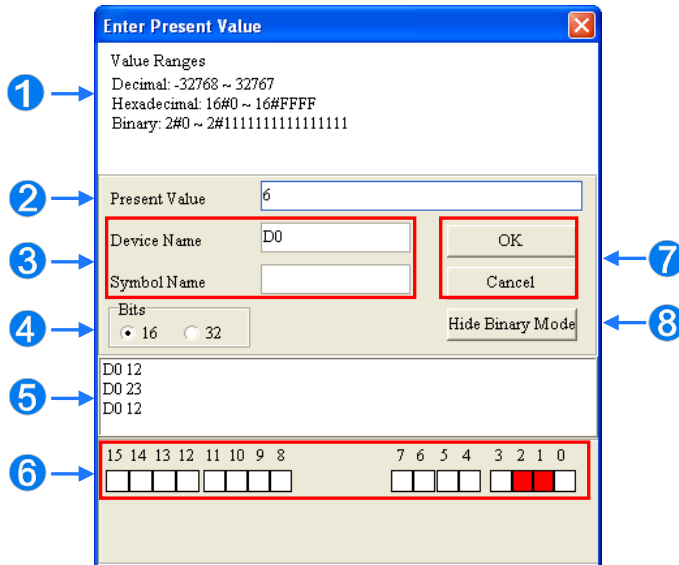 Enter Present Value
1
Value Ranges
Decimal: -32768 ~ 32767
Hexadecimal: 16#0 ~ 16#FFFF
Binary: 2#0 ~ 2#1111111111111111
2 Present Value 6
3
Device Name D0 OK
7
Symbol Name Cancel
4 Bits
16 32
Hide Binary Mode 8
5
D0 12
D0 23
D0 12
6
15 14 13 12 11 10 9 8 7 6 5 4 3 2 1 0